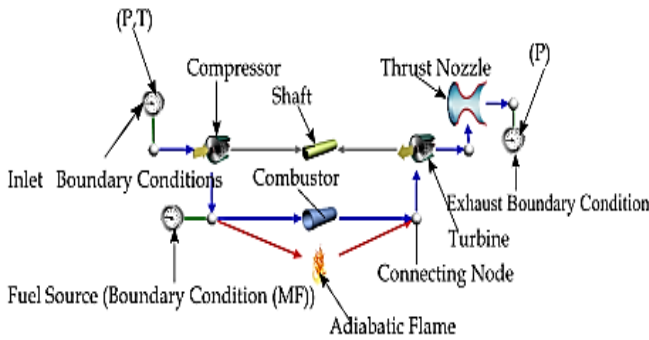 (P,T)
Compressor
Thrust Nozzle
(P)
Shaft
Inlet Boundary Conditions
Combustor
Exhaust Boundary Condition
Turbine
Connecting Node
Fuel Source (Boundary Condition (MF))
Adiabatic Flame